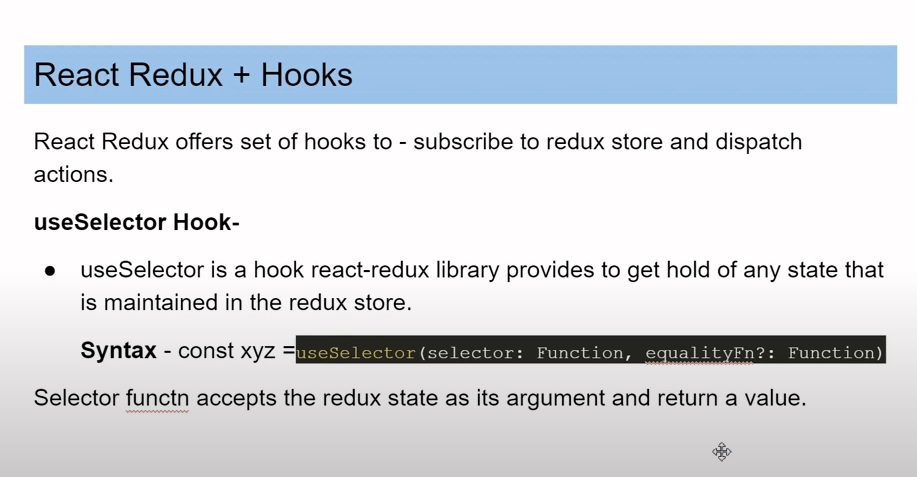 React Redux + Hooks
React Redux offers set of hooks to - subscribe to redux store and dispatch
actions.
useSelector Hook-
● useSelector is a hook react-redux library provides to get hold of any state that
is maintained in the redux store.
Syntax - const xyz =useSelector(selector: Function, equalityFn?: Function)
Selector functn accepts the redux state as its argument and return a value.